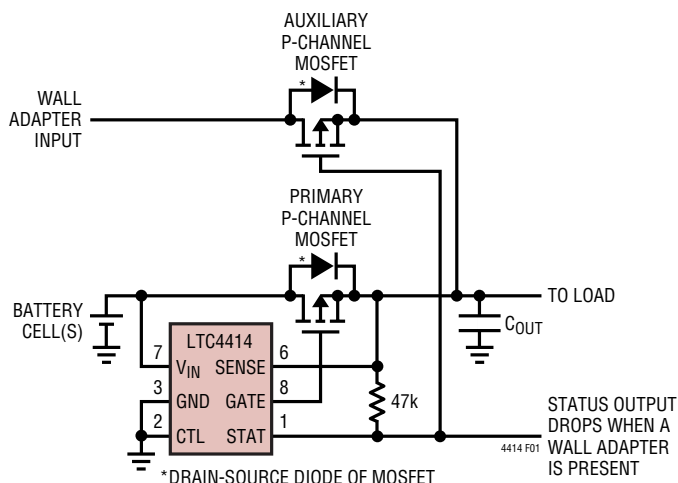 AUXILIARY
P-CHANNEL
MOSFET
*
WALL
ADAPTER
INPUT
PRIMARY
P-CHANNEL
MOSFET
*
BATTERY
CELL(S)
TO LOAD
COUT
LTC4414
7 VIN SENSE 6
3 GND GATE 8
2 CTL STAT 1
47k
STATUS OUTPUT
DROPS WHEN A
WALL ADAPTER
IS PRESENT
4414 F01
*DRAIN-SOURCE DIODE OF MOSFET